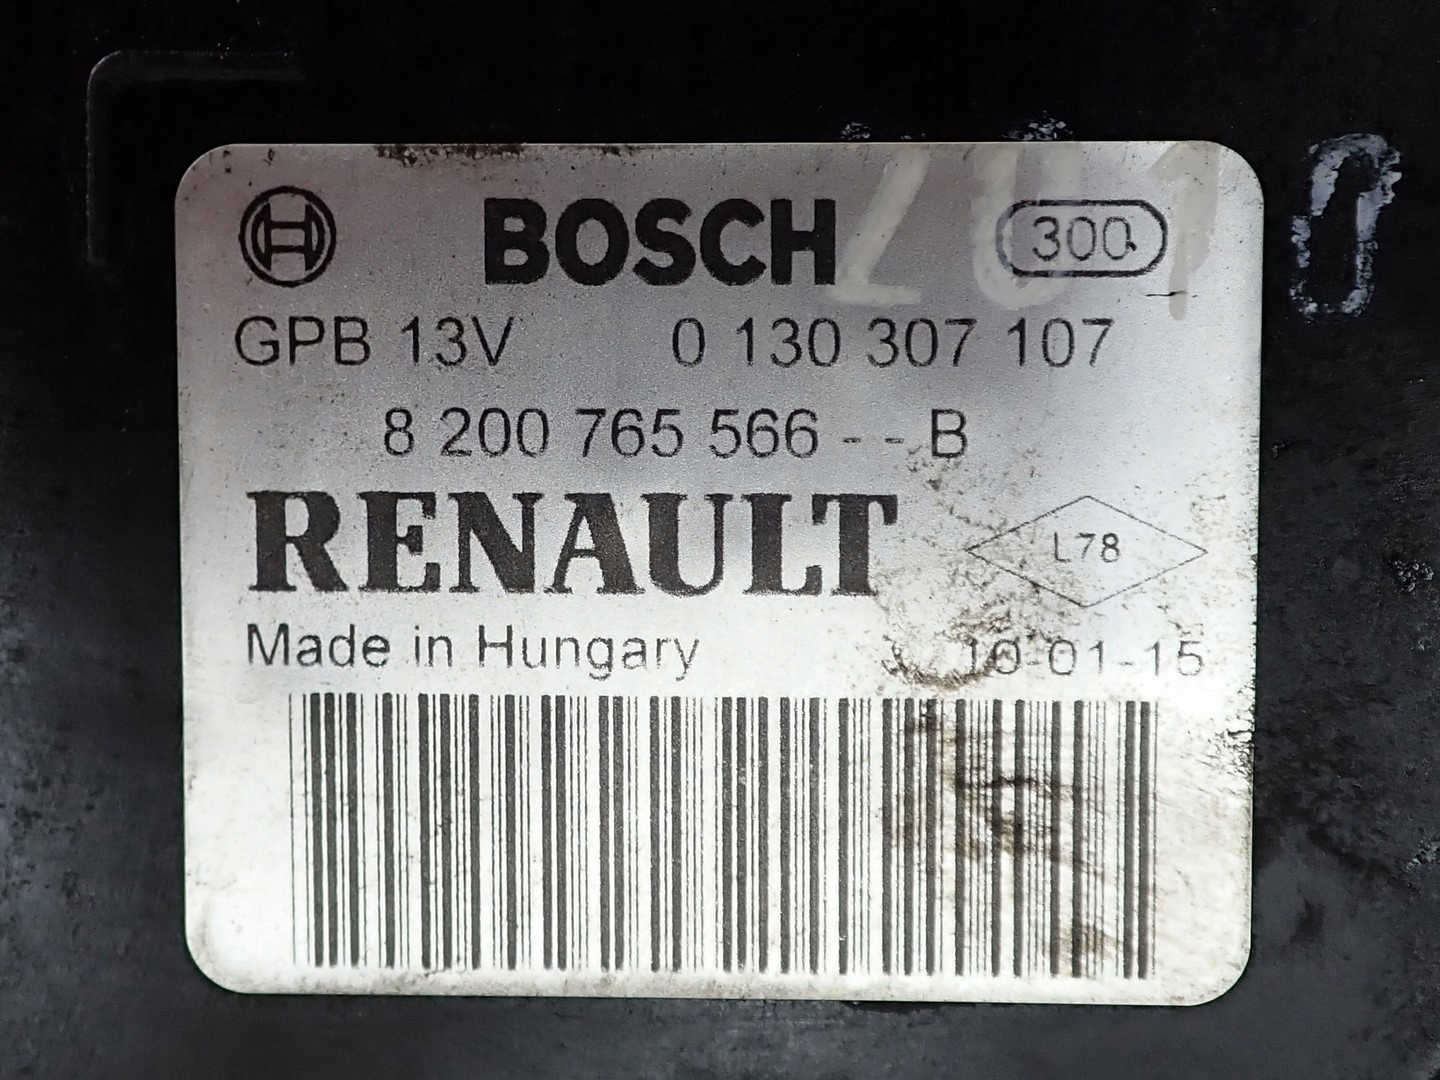 BOSCH 300
GPB 13V 0 130 307 107
8 200 765 566 - - B
RENAULT L78
Made in Hungary 10-01-15